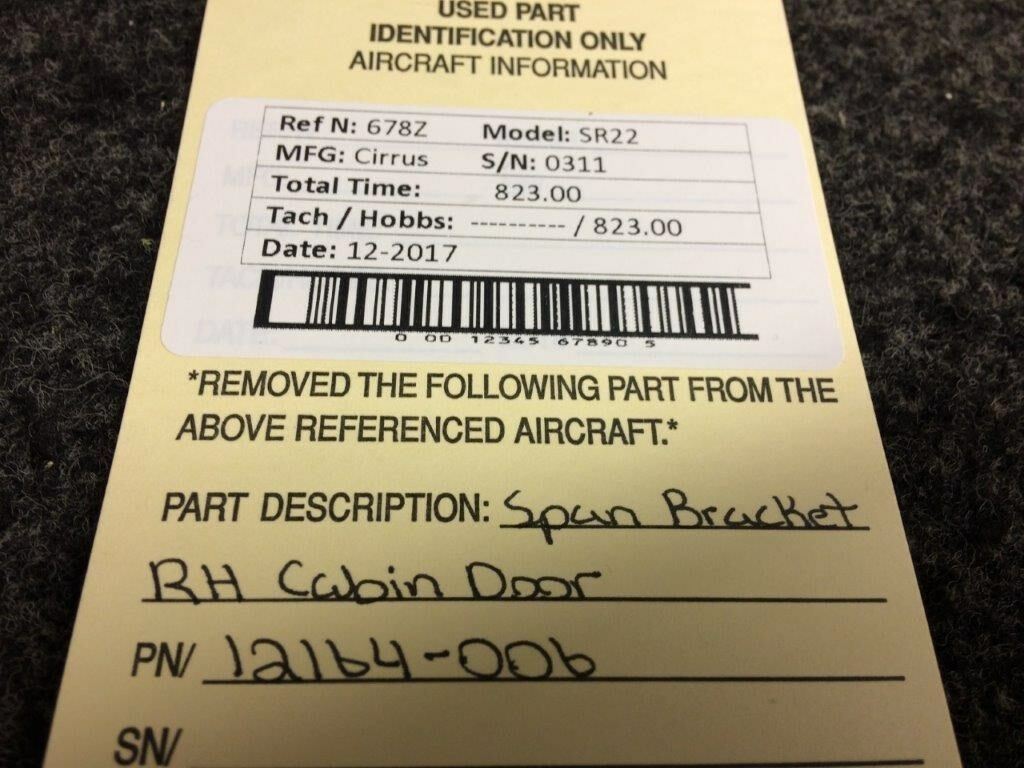 USED PART
IDENTIFICATION ONLY
AIRCRAFT INFORMATION
Ref N: 678Z Model: SR22
MFG: Cirrus S/N: 0311
Total Time: 823.00
Tach / Hobbs: ---------- / 823.00
Date: 12-2017
0 00 12345 67890 5
*REMOVED THE FOLLOWING PART FROM THE
ABOVE REFERENCED AIRCRAFT.*
PART DESCRIPTION: Span Bracket
RH Cabin Door
PN/ 12164-006
SN/